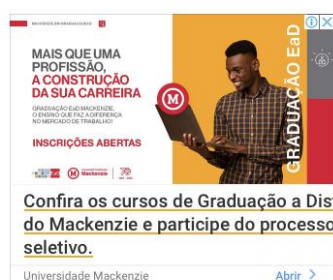 MAIS QUE UMA
PROFISSÃO,
A CONSTRUÇÃO
DA SUA CARREIRA
GRADUAÇÃO EaD MACKENZIE,
O ENSINO QUE FAZ A DIFERENÇA
NO MERCADO DE TRABALHO!
INSCRIÇÕES ABERTAS
M
Mackenzie
GRADUAÇÃO EaD
Confira os cursos de Graduação a Dis
do Mackenzie e participe do processo
seletivo.
Universidade Mackenzie
Abrir